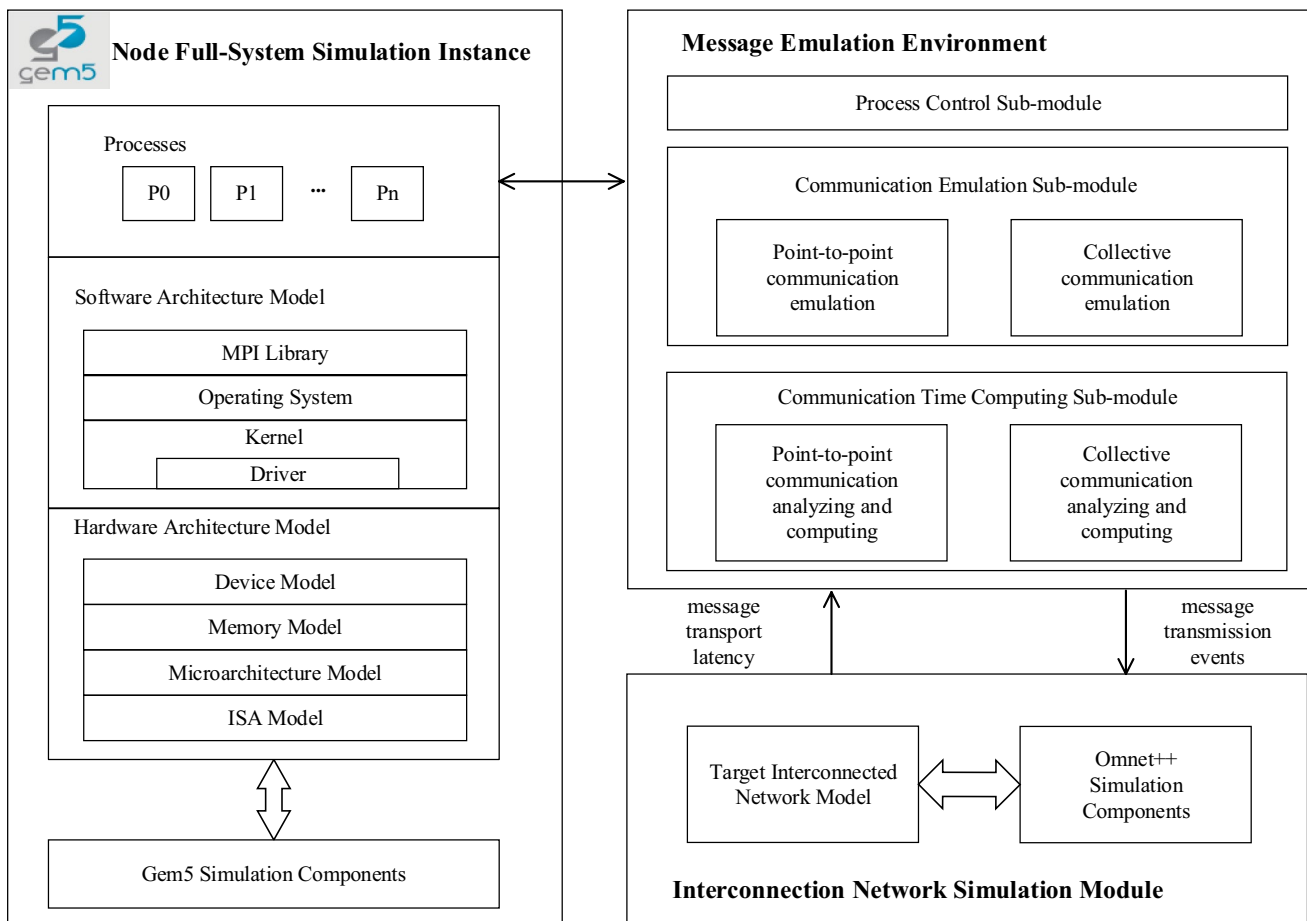 gem5
Node Full-System Simulation Instance
Processes
P0
P1
...
Pn
Software Architecture Model
MPI Library
Operating System
Kernel
Driver
Hardware Architecture Model
Device Model
Memory Model
Microarchitecture Model
ISA Model
Gem5 Simulation Components
Message Emulation Environment
Process Control Sub-module
Communication Emulation Sub-module
Point-to-point
communication
emulation
Collective
communication
emulation
Communication Time Computing Sub-module
Point-to-point
communication
analyzing and
computing
Collective
communication
analyzing and
computing
message
transport
latency
message
transmission
events
Target Interconnected
Network Model
Omnet++
Simulation
Components
Interconnection Network Simulation Module